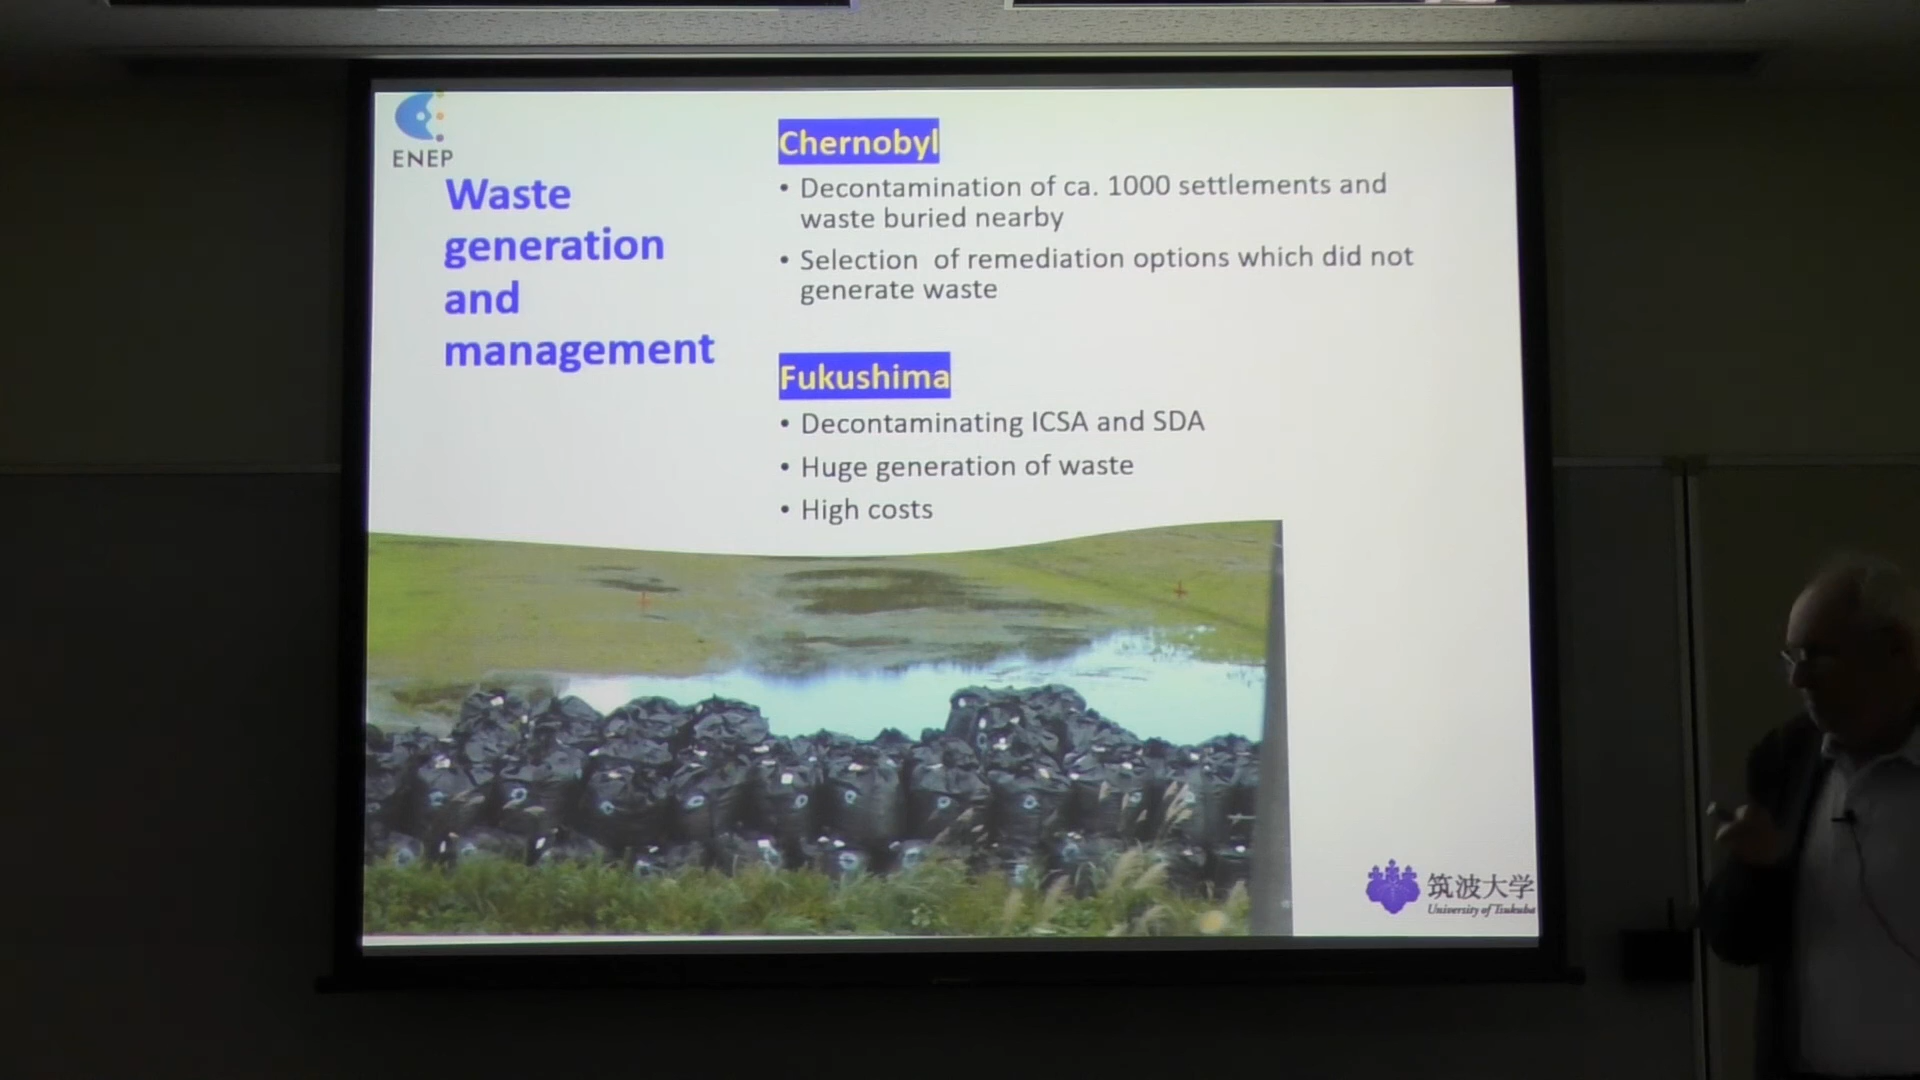 ENEP
Waste
generation
and
management
Chernobyl
• Decontamination of ca. 1000 settlements and
waste buried nearby
• Selection of remediation options which did not
generate waste
Fukushima
• Decontaminating ICSA and SDA
• Huge generation of waste
• High costs
筑波大学
University of Tsukuba